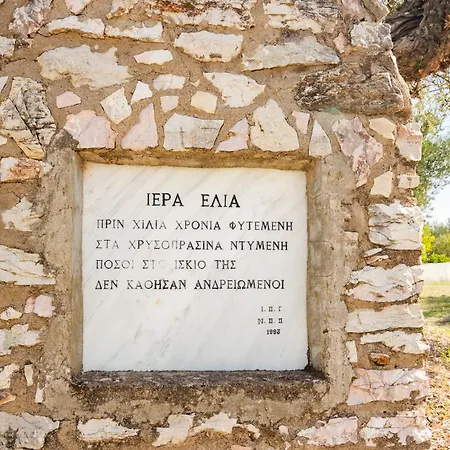 ΙΕΡΑ ΕΛΙΑ
ΠΡΙΝ ΧΙΛΙΑ ΧΡΟΝΙΑ ΦΥΤΕΜΕΝΗ
ΣΤΑ ΧΡΥΣΟΠΡΑΣΙΝΑ ΝΤΥΜΕΝΗ
ΠΟΣΟΙ ΣΤΟ ΙΣΚΙΟ ΤΗΣ
ΔΕΝ ΚΑΘΗΣΑΝ ΑΝΔΡΕΙΩΜΕΝΟΙ
Ι.Π.Γ
Ν.Π.Π
1993